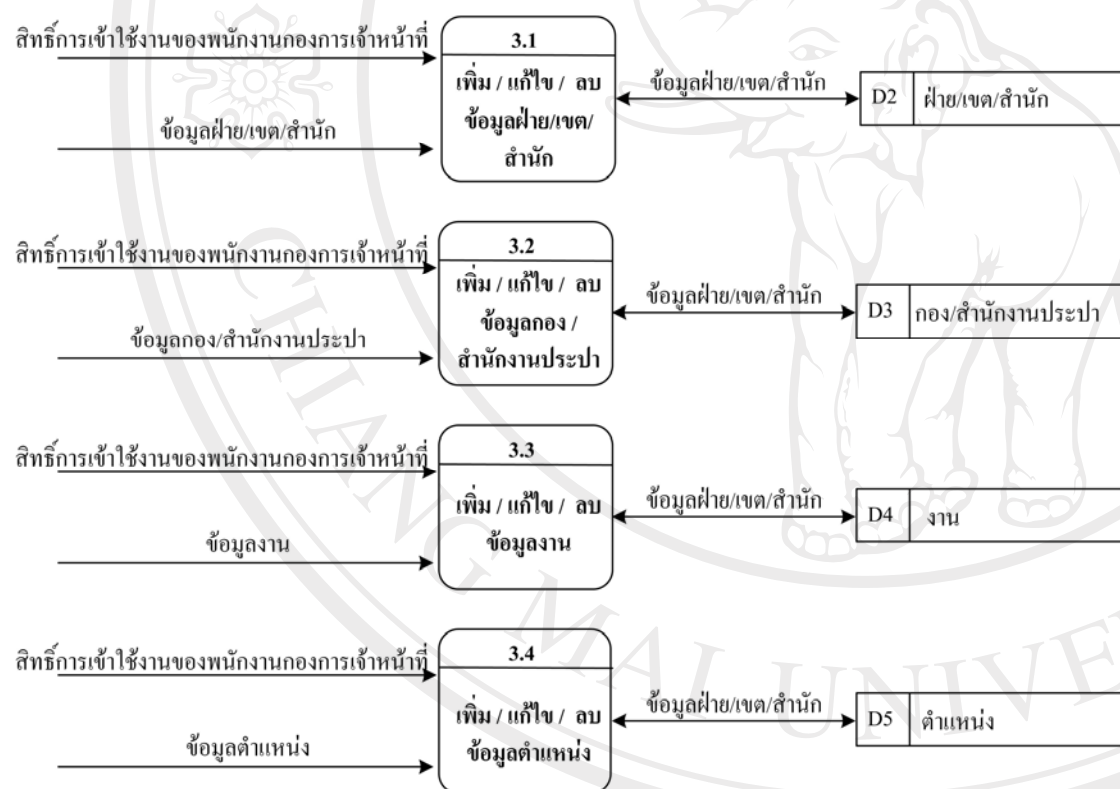 สิทธิ์การเข้าใช้งานของพนักงานกองการเจ้าหน้าที่
ข้อมูลฝ่าย/เขต/สำนัก
3.1
เพิ่ม / แก้ไข / ลบ
ข้อมูลฝ่าย/เขต/
สำนัก
ข้อมูลฝ่าย/เขต/สำนัก
D2 ฝ่าย/เขต/สำนัก
สิทธิ์การเข้าใช้งานของพนักงานกองการเจ้าหน้าที่
ข้อมูลกอง/สำนักงานประปา
3.2
เพิ่ม / แก้ไข / ลบ
ข้อมูลกอง /
สำนักงานประปา
ข้อมูลฝ่าย/เขต/สำนัก
D3 กอง/สำนักงานประปา
สิทธิ์การเข้าใช้งานของพนักงานกองการเจ้าหน้าที่
ข้อมูลงาน
3.3
เพิ่ม / แก้ไข / ลบ
ข้อมูลงาน
ข้อมูลฝ่าย/เขต/สำนัก
D4 งาน
สิทธิ์การเข้าใช้งานของพนักงานกองการเจ้าหน้าที่
ข้อมูลตำแหน่ง
3.4
เพิ่ม / แก้ไข / ลบ
ข้อมูลตำแหน่ง
ข้อมูลฝ่าย/เขต/สำนัก
D5 ตำแหน่ง
CHIANG MAI UNIVE